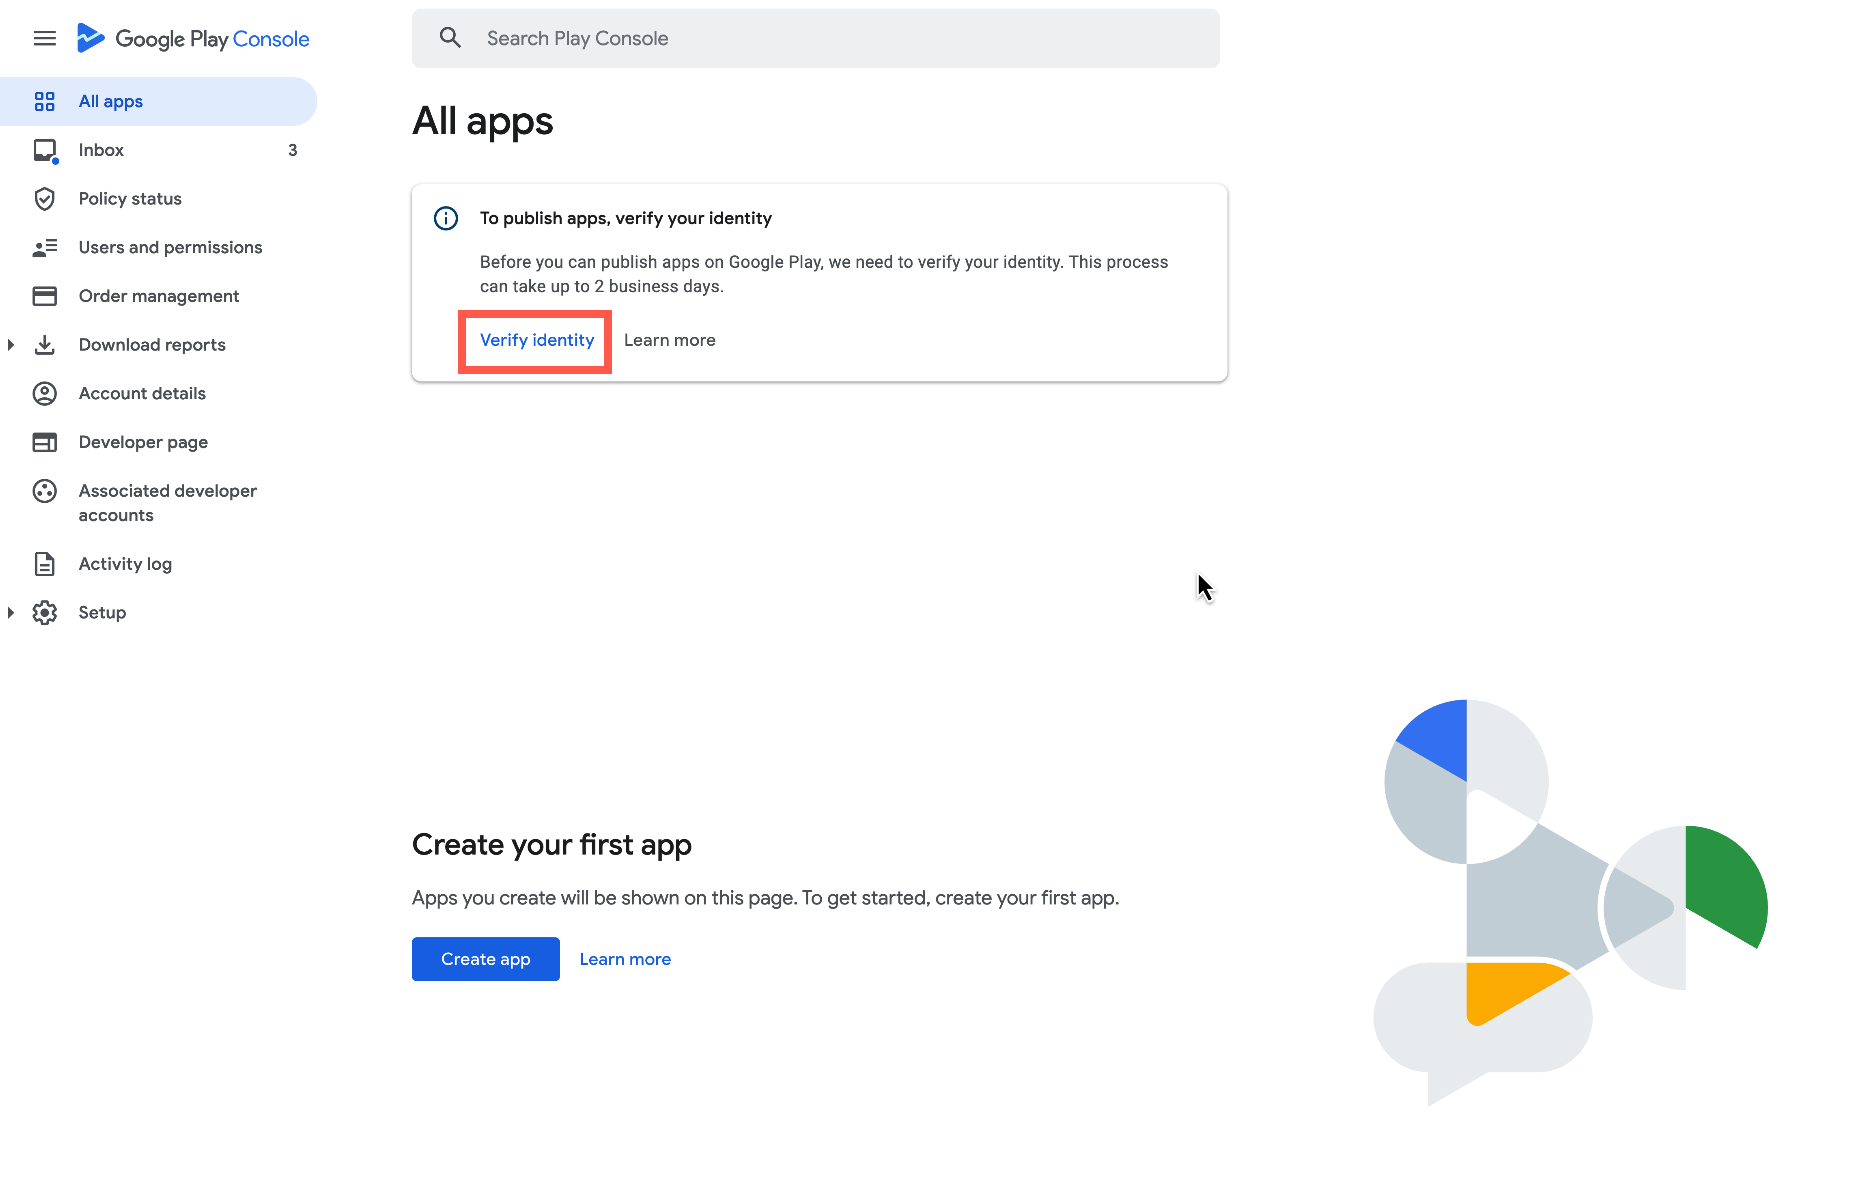 Google Play Console
Search Play Console
All apps
Inbox 3
Policy status
Users and permissions
Order management
Download reports
Account details
Developer page
Associated developer
accounts
Activity log
Setup
All apps
To publish apps, verify your identity
Before you can publish apps on Google Play, we need to verify your identity. This process
can take up to 2 business days.
Verify identity Learn more
Create your first app
Apps you create will be shown on this page. To get started, create your first app.
Create app Learn more